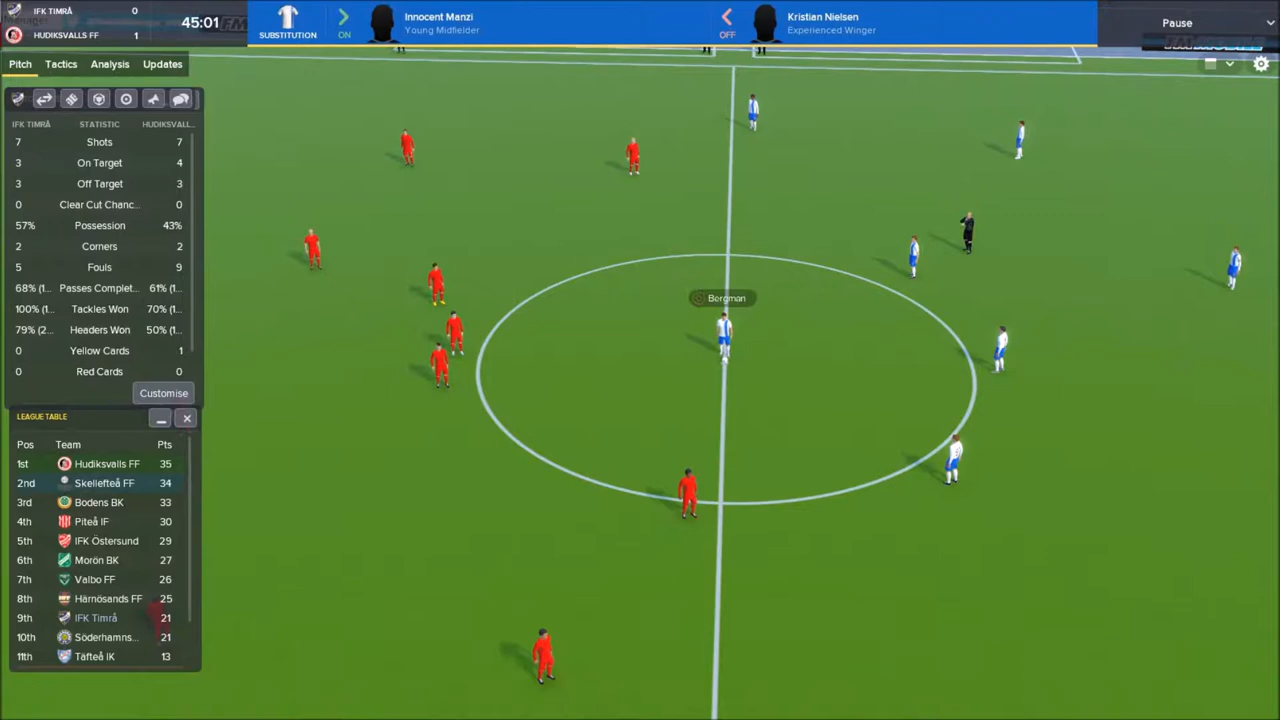 IFK TIMRÅ 0
HUDIKSVALLS FF 1
45:01
SUBSTITUTION
ON
Innocent Manzi
Young Midfielder
OFF
Kristian Nielsen
Experienced Winger
Pause
Pitch Tactics Analysis Updates
IFK TIMRÅ STATISTIC HUDIKSVALL...
7 Shots 7
3 On Target 4
3 Off Target 3
0 Clear Cut Chanc... 0
57% Possession 43%
2 Corners 2
5 Fouls 9
68% (1... Passes Complet... 61% (1...
100% (1... Tackles Won 70% (1...
79% (2... Headers Won 50% (1...
0 Yellow Cards 1
0 Red Cards 0
Customise
LEAGUE TABLE
Pos Team Pts
1st Hudiksvalls FF 35
2nd Skellefteå FF 34
3rd Bodens BK 33
4th Piteå IF 30
5th IFK Östersund 29
6th Morön BK 27
7th Valbo FF 26
8th Härnösands FF 25
9th IFK Timrå 21
10th Söderhamns... 21
11th Täfteå IK 13
Bergman